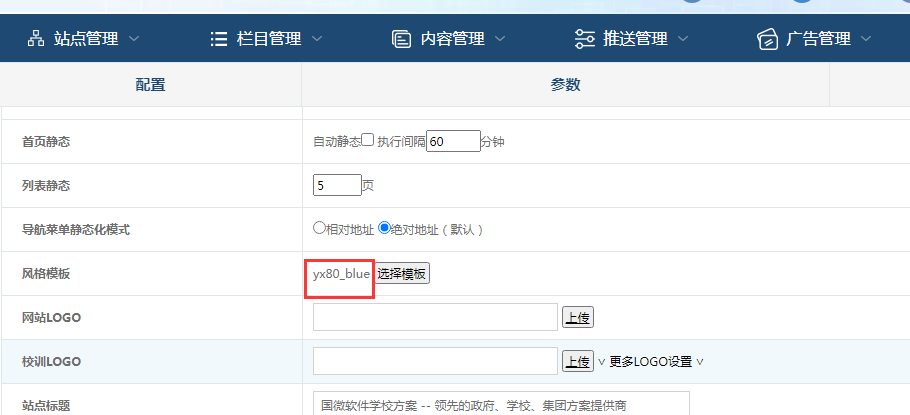 站点管理 栏目管理 内容管理 推送管理 广告管理
配置 参数
首页静态 自动静态 执行间隔 60 分钟
列表静态 5 页
导航菜单静态化模式 相对地址 绝对地址（默认）
风格模板 yx80_blue 选择模板
网站LOGO 上传
校训LOGO 上传 ∨ 更多LOGO设置 ∨
站点标题 国微软件学校方案 -- 领先的政府、学校、集团方案提供商